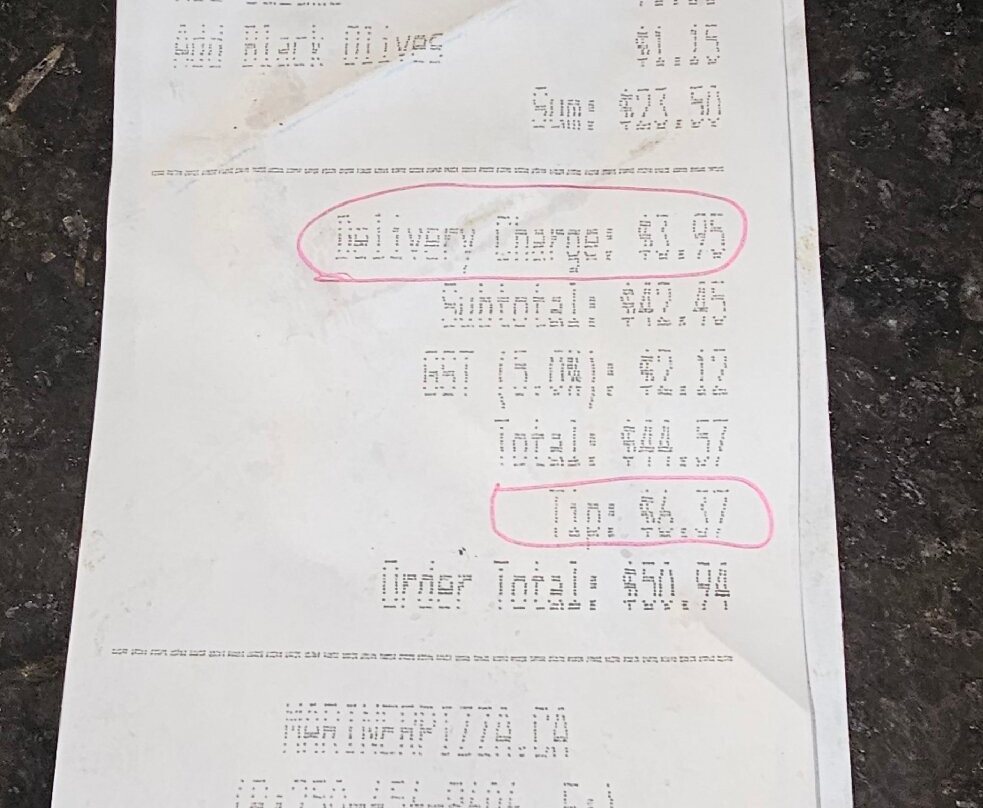 Add Black Olives $1.15
Sum: $23.50
Delivery Charge: $3.95
Subtotal: $42.45
GST (5.0%): $2.12
Total: $44.57
Tip: $6.37
Order Total: $50.94